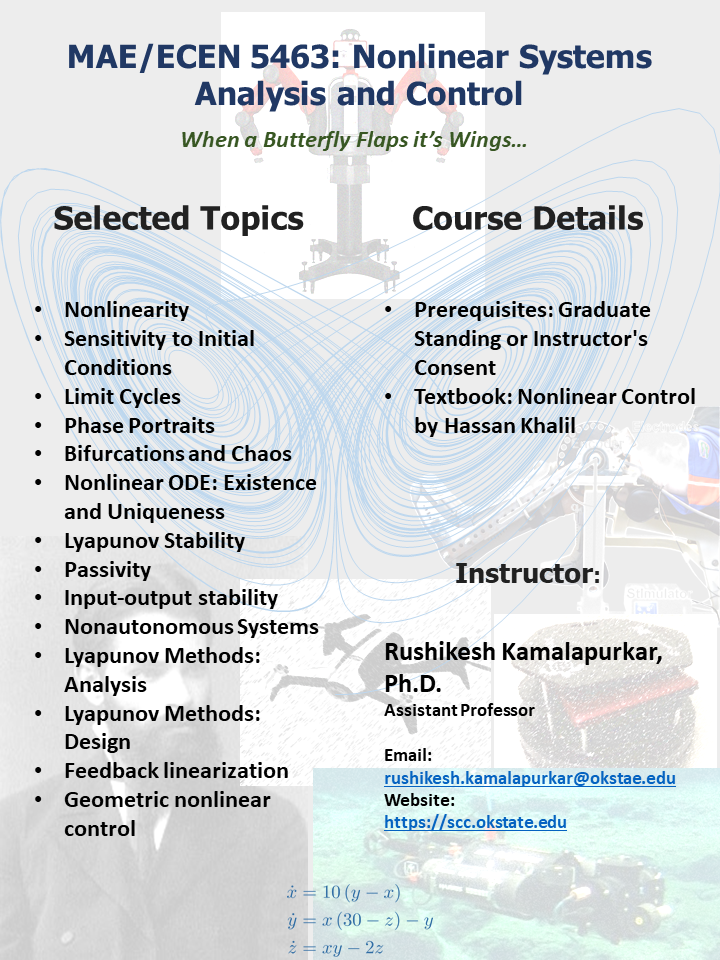 MAE/ECEN 5463: Nonlinear Systems
Analysis and Control
When a Butterfly Flaps it’s Wings…
Selected Topics
• Nonlinearity
• Sensitivity to Initial
Conditions
• Limit Cycles
• Phase Portraits
• Bifurcations and Chaos
• Nonlinear ODE: Existence
and Uniqueness
• Lyapunov Stability
• Passivity
• Input-output stability
• Nonautonomous Systems
• Lyapunov Methods:
Analysis
• Lyapunov Methods:
Design
• Feedback linearization
• Geometric nonlinear
control
Course Details
• Prerequisites: Graduate
Standing or Instructor's
Consent
• Textbook: Nonlinear Control
by Hassan Khalil
Stimulator
Instructor:
Rushikesh Kamalapurkar,
Ph.D.
Assistant Professor
Email:
rushikesh.kamalapurkar@okstae.edu
Website:
https://scc.okstate.edu
ẋ = 10 (y − x)
ẏ = x (30 − z) − y
ż = xy − 2z